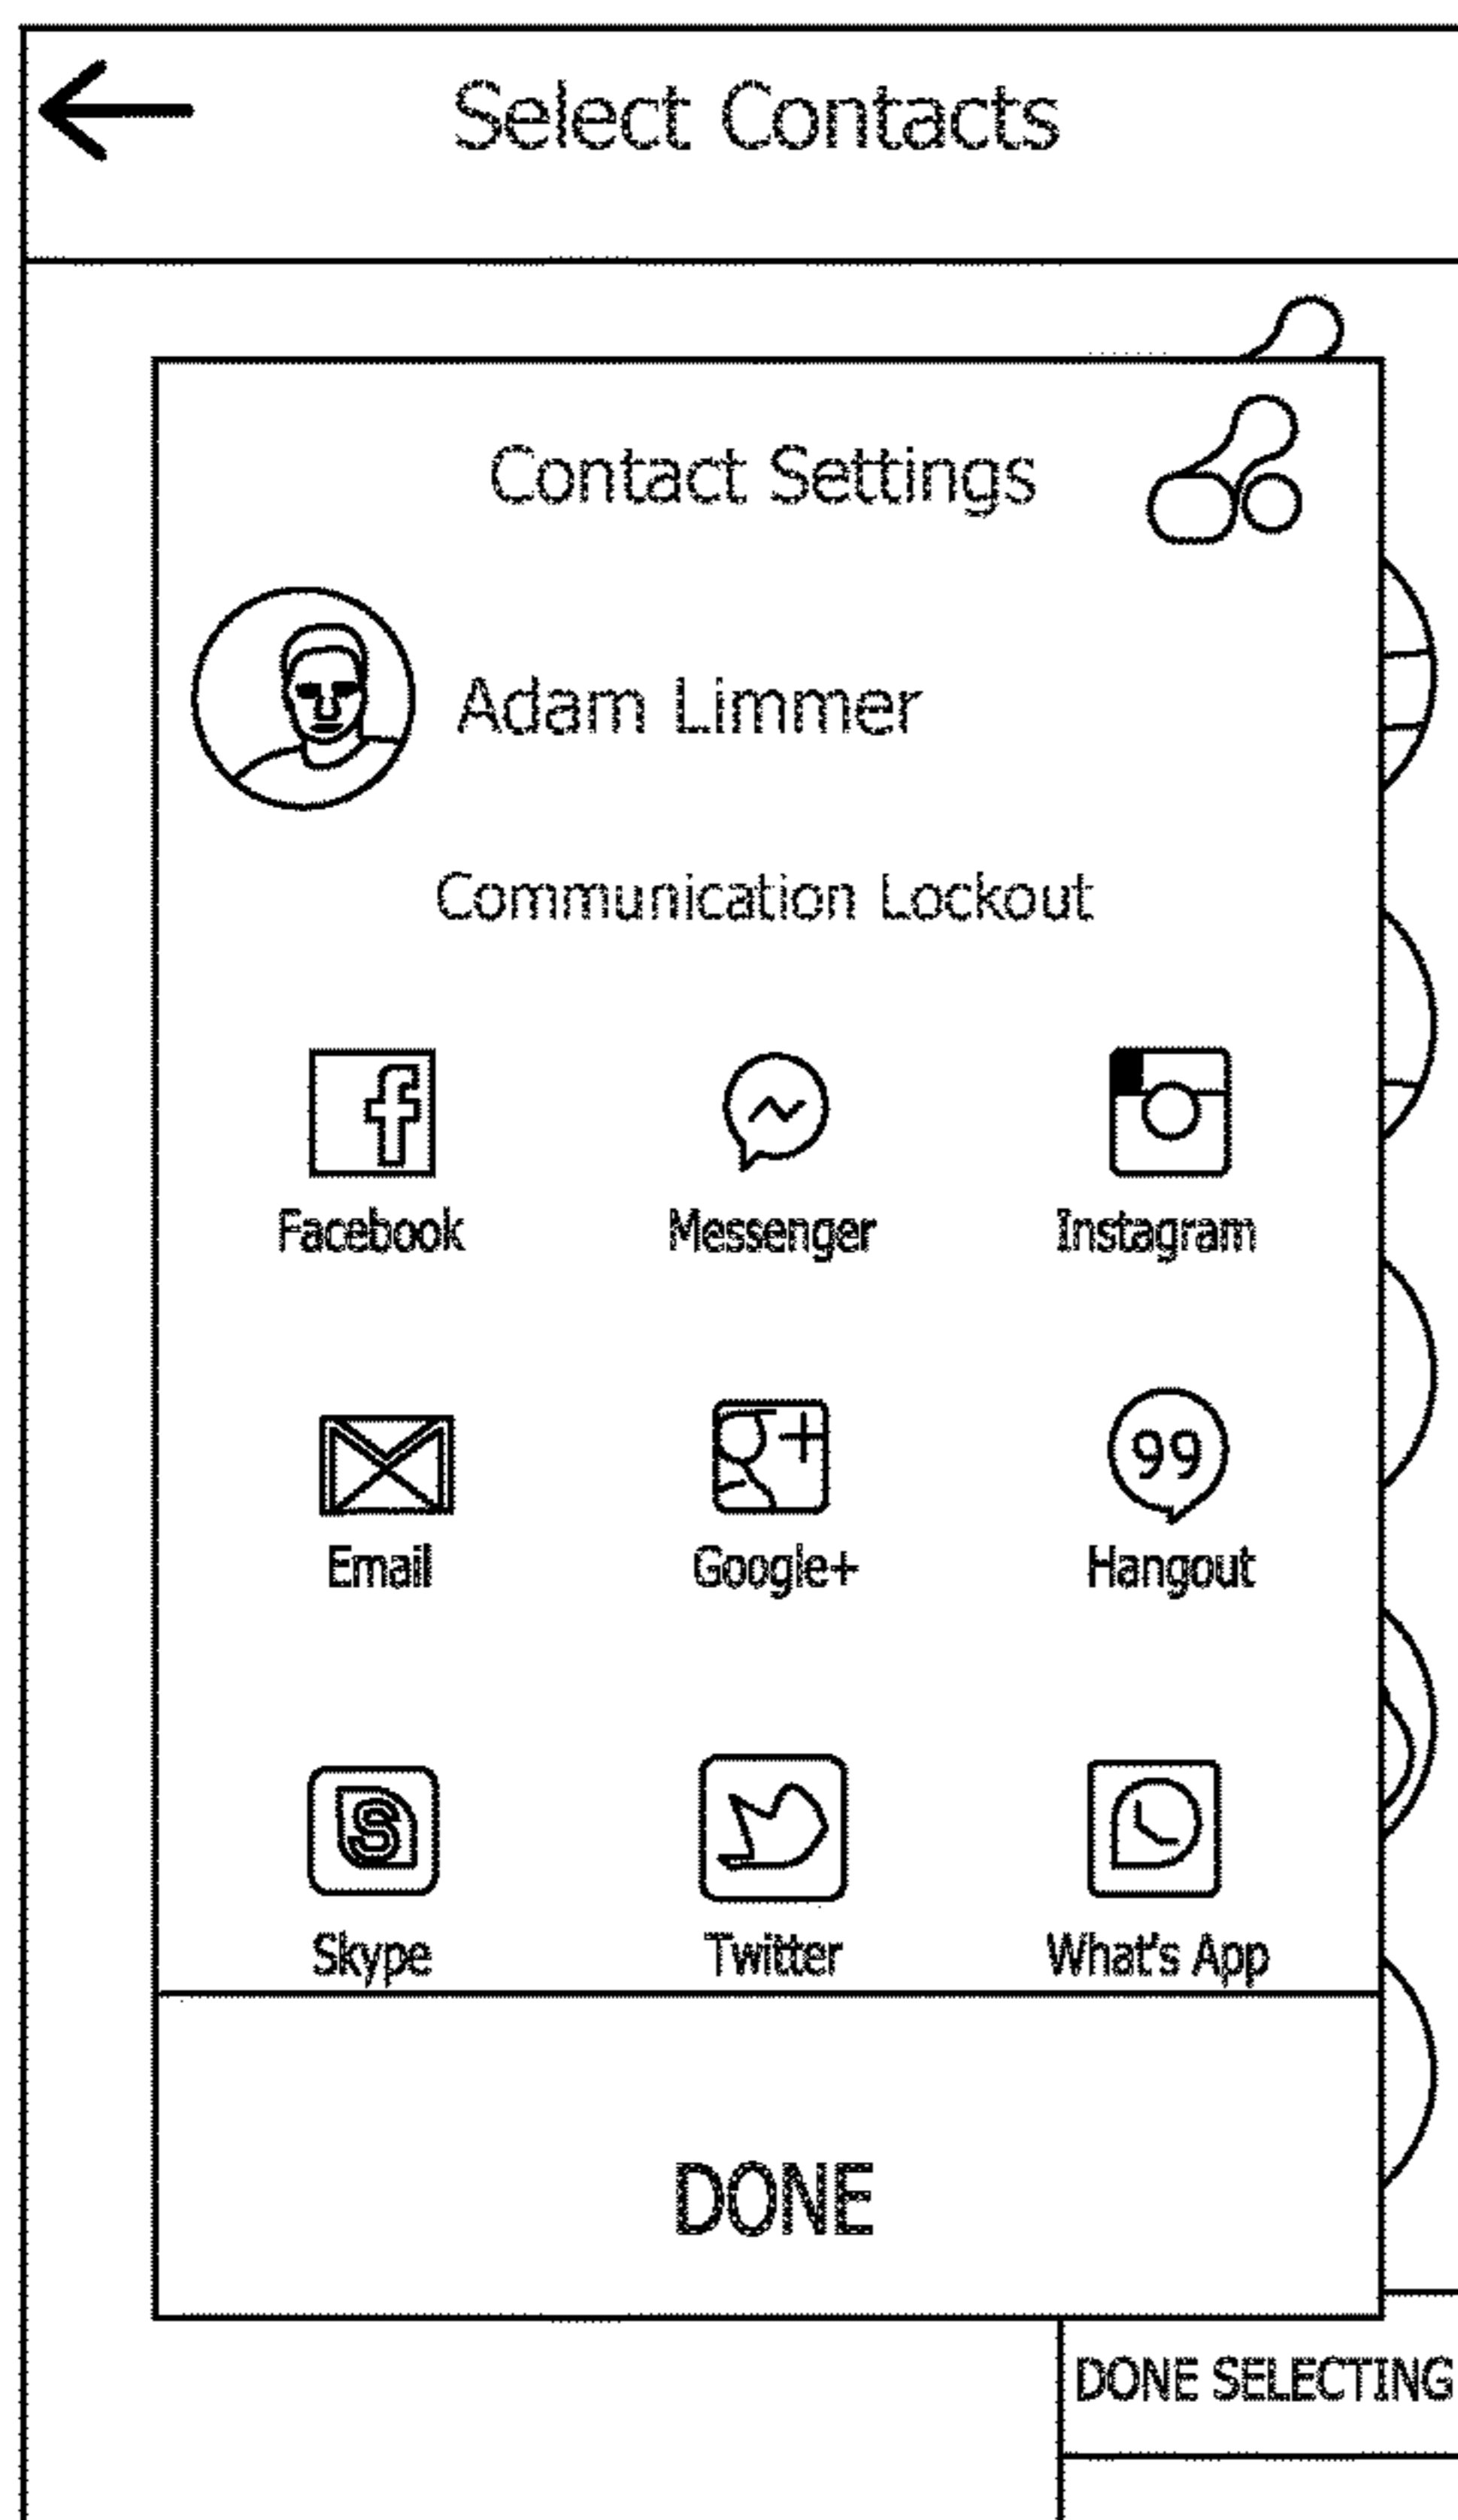 Select Contacts
Contact Settings
Adam Limmer
Communication Lockout
Facebook Messenger Instagram
Email Google+ Hangout
Skype Twitter What's App
DONE
DONE SELECTING